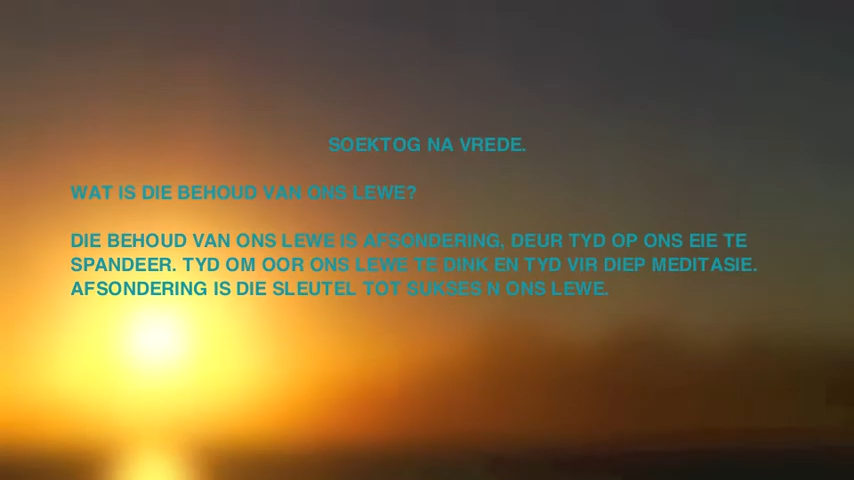 SOEKTOG NA VREDE.
WAT IS DIE BEHOUD VAN ONS LEWE?
DIE BEHOUD VAN ONS LEWE IS AFSONDERING, DEUR TYD OP ONS EIE TE
SPANDEER. TYD OM OOR ONS LEWE TE DINK EN TYD VIR DIEP MEDITASIE.
AFSONDERING IS DIE SLEUTEL TOT SUKSES N ONS LEWE.